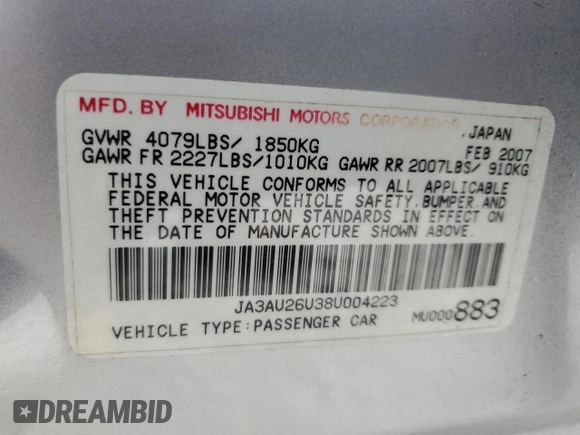 MFD. BY MITSUBISHI MOTORS CORPORATION, JAPAN
GVWR 4079LBS/ 1850KG FEB 2007
GAWR FR 2227LBS/1010KG GAWR RR 2007LBS/ 910KG
THIS VEHICLE CONFORMS TO ALL APPLICABLE
FEDERAL MOTOR VEHICLE SAFETY,BUMPER,AND
THEFT PREVENTION STANDARDS IN EFFECT ON
THE DATE OF MANUFACTURE SHOWN ABOVE.
JA3AU26U38U004223
VEHICLE TYPE:PASSENGER CAR MU000883
DREAMBID